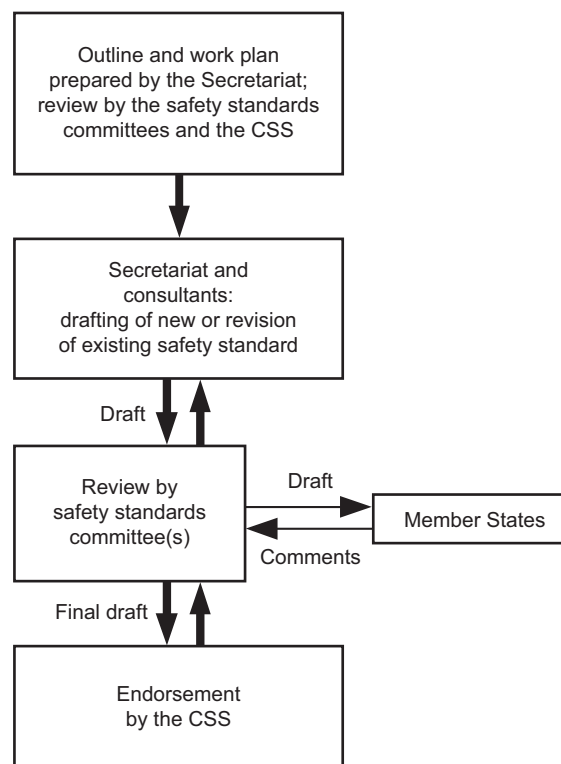 Outline and work plan
prepared by the Secretariat;
review by the safety standards
committees and the CSS
Secretariat and
consultants:
drafting of new or revision
of existing safety standard
Draft
Review by
safety standards
committee(s)
Draft
Member States
Comments
Final draft
Endorsement
by the CSS